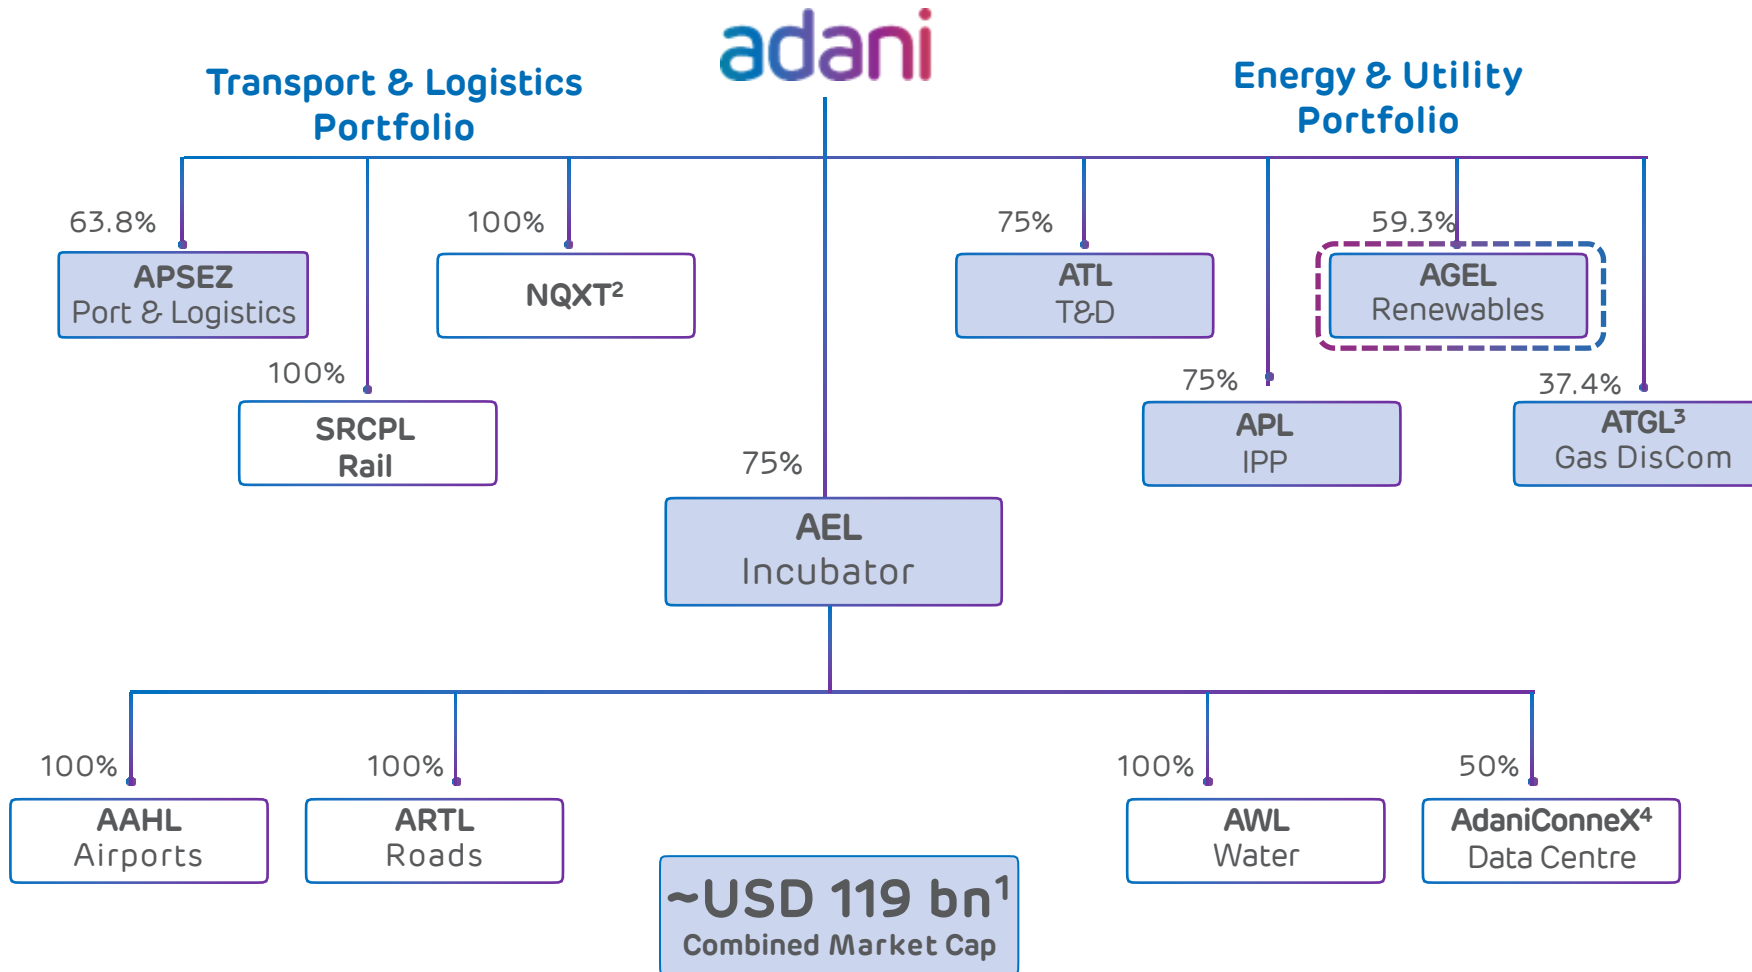 adani
Transport & Logistics
Portfolio
Energy & Utility
Portfolio
63.8%
APSEZ
Port & Logistics
100%
SRCPL
Rail
100%
NQXT²
75%
ATL
T&D
75%
APL
IPP
59.3%
AGEL
Renewables
37.4%
ATGL³
Gas DisCom
75%
AEL
Incubator
100%
AAHL
Airports
100%
ARTL
Roads
100%
AWL
Water
50%
AdaniConneX⁴
Data Centre
~USD 119 bn¹
Combined Market Cap